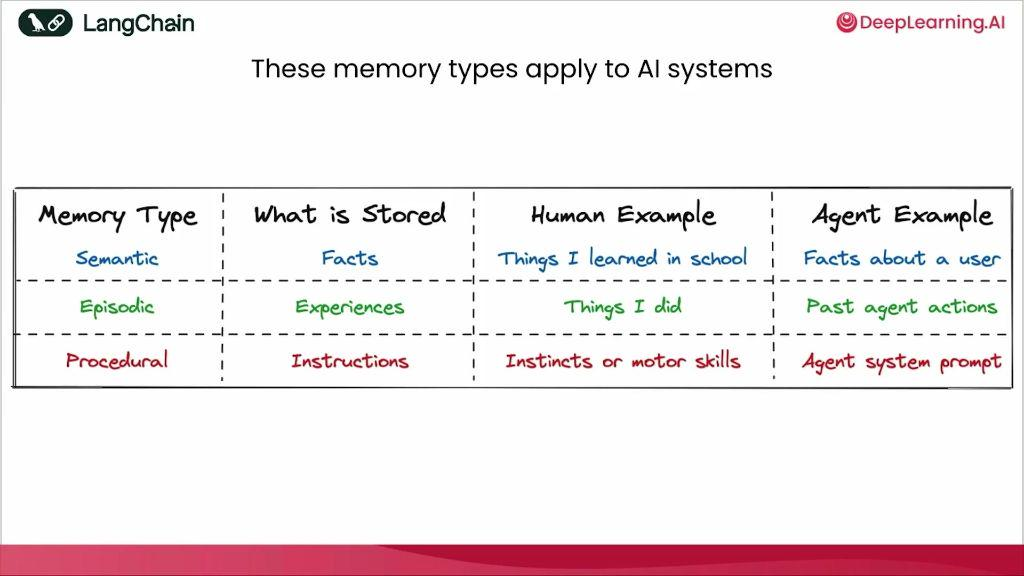 LangChain
DeepLearning.AI
These memory types apply to AI systems
Memory Type What is Stored Human Example Agent Example
Semantic Facts Things I learned in school Facts about a user
Episodic Experiences Things I did Past agent actions
Procedural Instructions Instincts or motor skills Agent system prompt